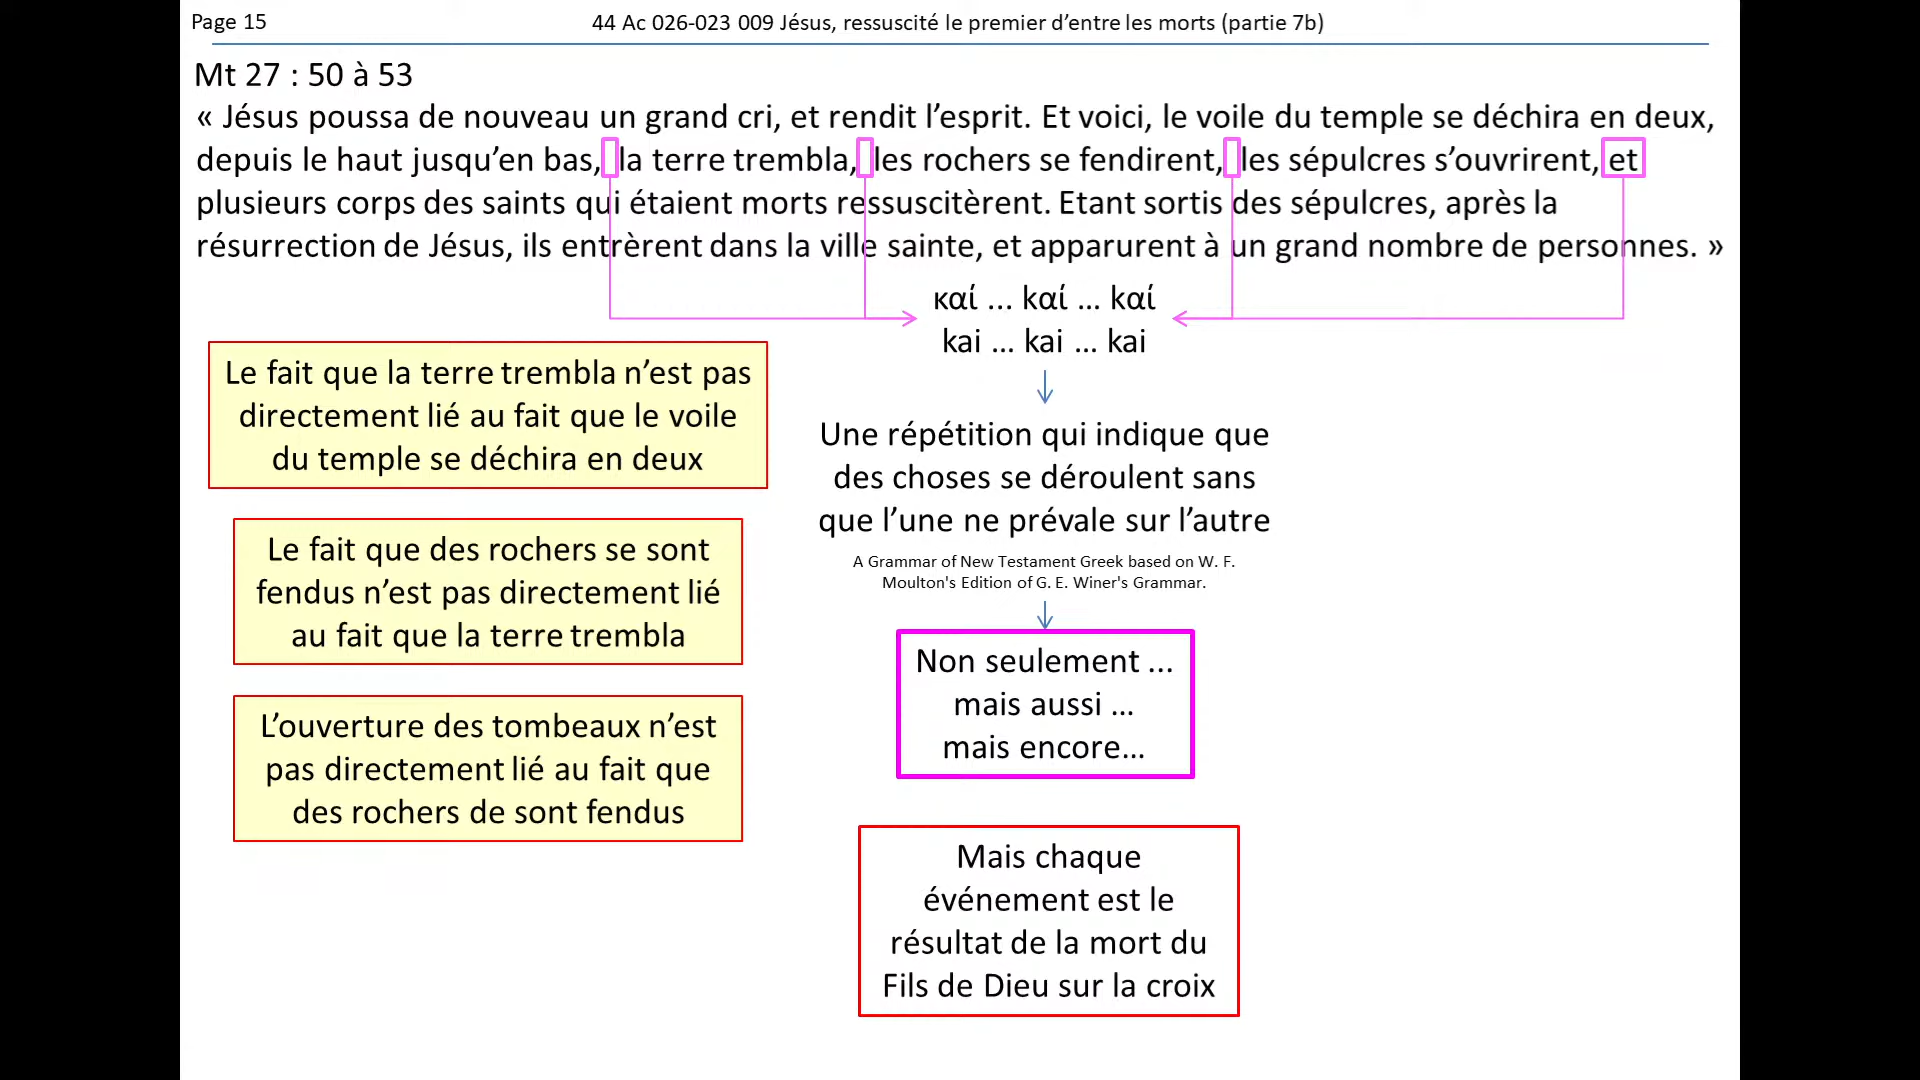 Page 15
44 Ac 026-023 009 Jésus, ressuscité le premier d’entre les morts (partie 7b)
Mt 27 : 50 à 53
« Jésus poussa de nouveau un grand cri, et rendit l’esprit. Et voici, le voile du temple se déchira en deux,
depuis le haut jusqu’en bas, la terre trembla, les rochers se fendirent, les sépulcres s’ouvrirent, et
plusieurs corps des saints qui étaient morts ressuscitèrent. Etant sortis des sépulcres, après la
résurrection de Jésus, ils entrèrent dans la ville sainte, et apparurent à un grand nombre de personnes. »
καί ... καί ... καί
kai ... kai ... kai
Le fait que la terre trembla n’est pas
directement lié au fait que le voile
du temple se déchira en deux
Le fait que des rochers se sont
fendus n’est pas directement lié
au fait que la terre trembla
L’ouverture des tombeaux n’est
pas directement lié au fait que
des rochers de sont fendus
Une répétition qui indique que
des choses se déroulent sans
que l’une ne prévale sur l’autre
A Grammar of New Testament Greek based on W. F.
Moulton's Edition of G. E. Winer's Grammar.
Non seulement ...
mais aussi ...
mais encore...
Mais chaque
événement est le
résultat de la mort du
Fils de Dieu sur la croix